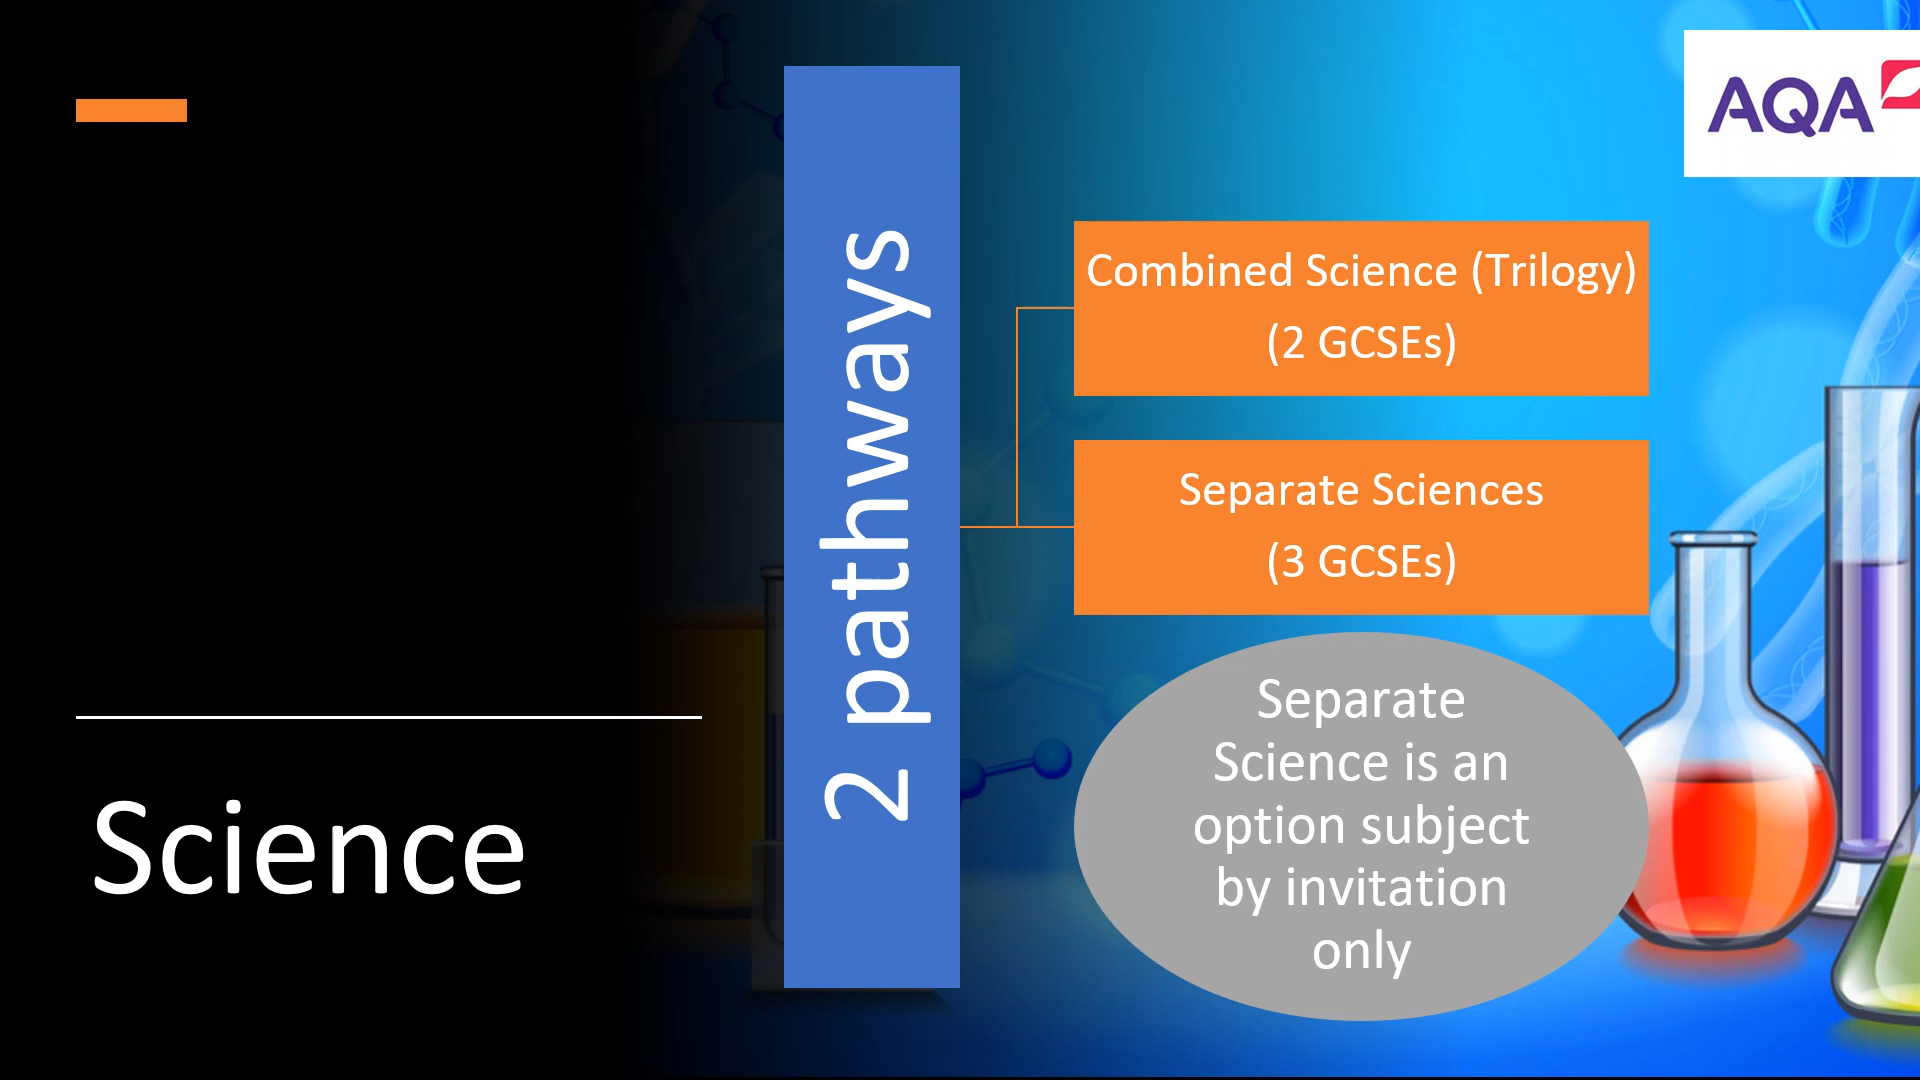 AQA
2 pathways
Combined Science (Trilogy)
(2 GCSEs)
Separate Sciences
(3 GCSEs)
Separate
Science is an
option subject
by invitation
only
Science